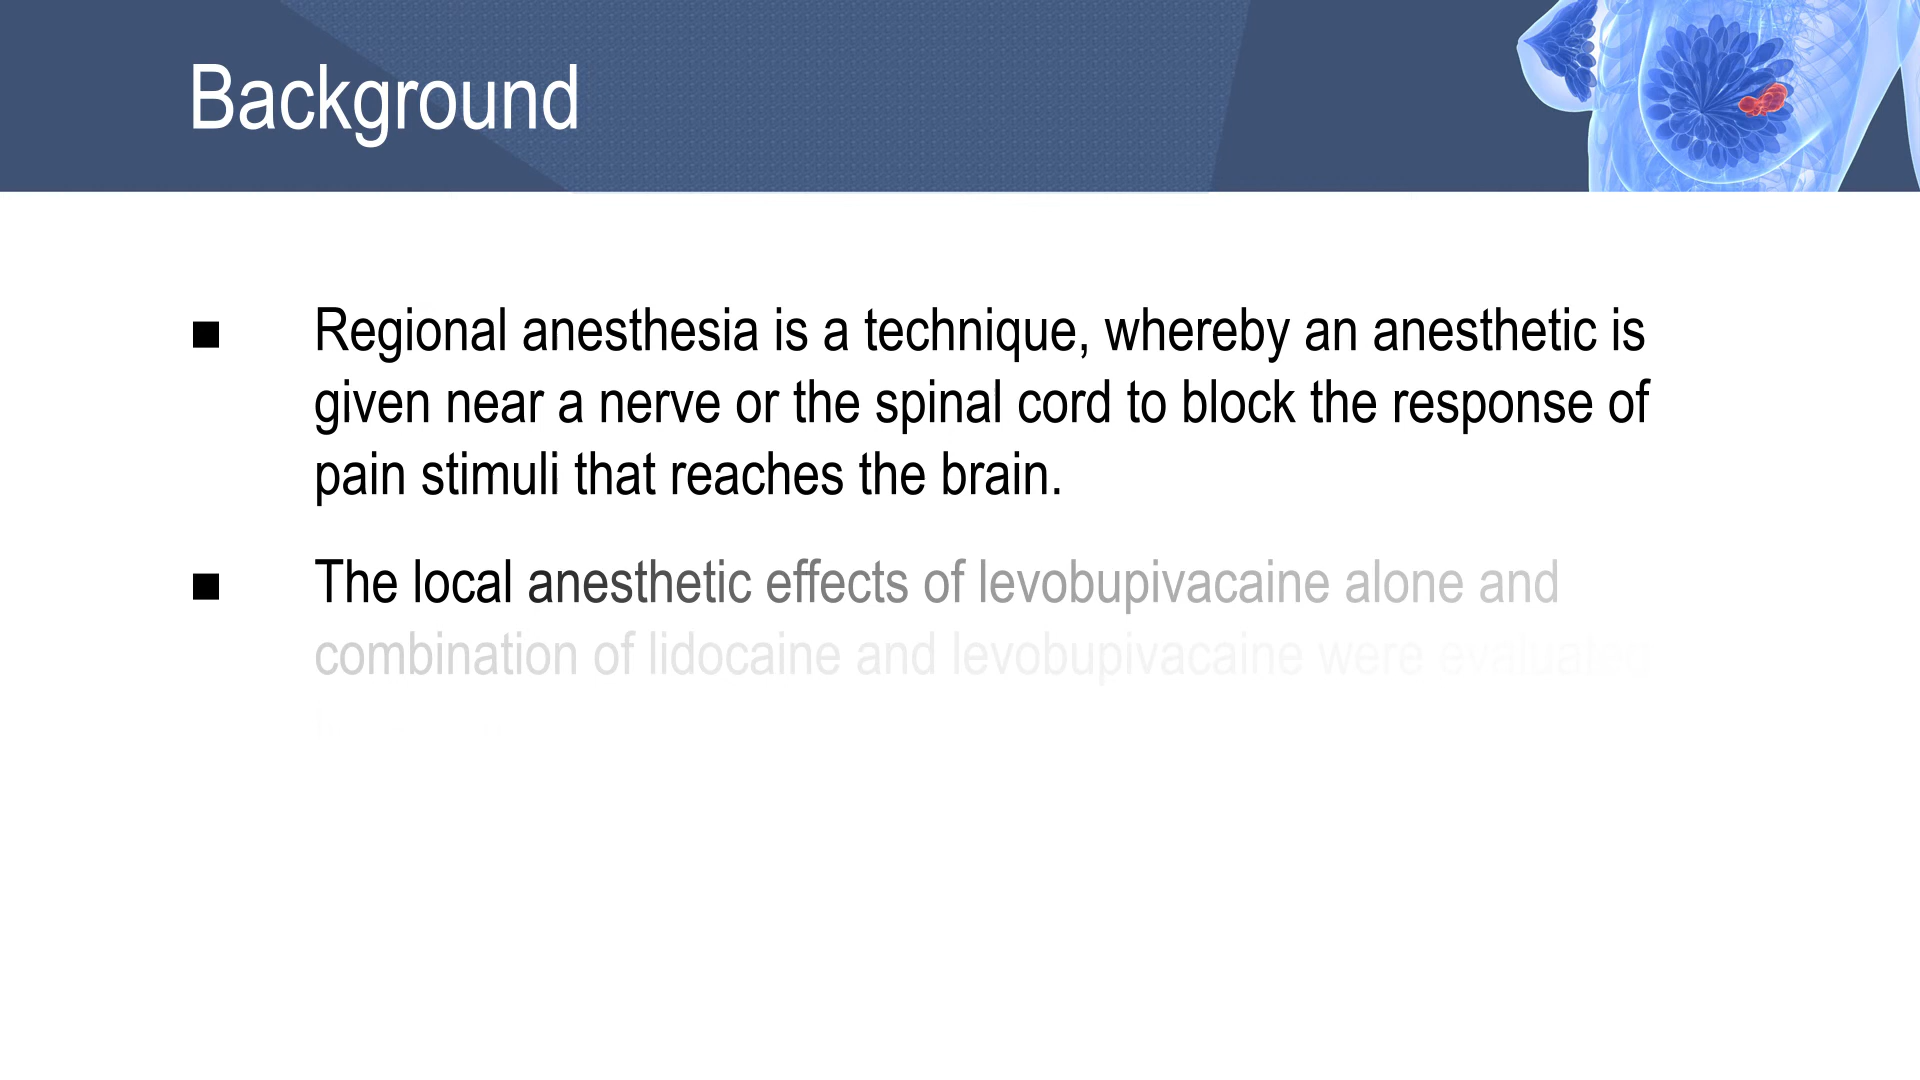 Background
■ Regional anesthesia is a technique, whereby an anesthetic is
given near a nerve or the spinal cord to block the response of
pain stimuli that reaches the brain.
■ The local anesthetic effects of levobupivacaine alone and
combination of lidocaine and levobupivacaine were evaluated